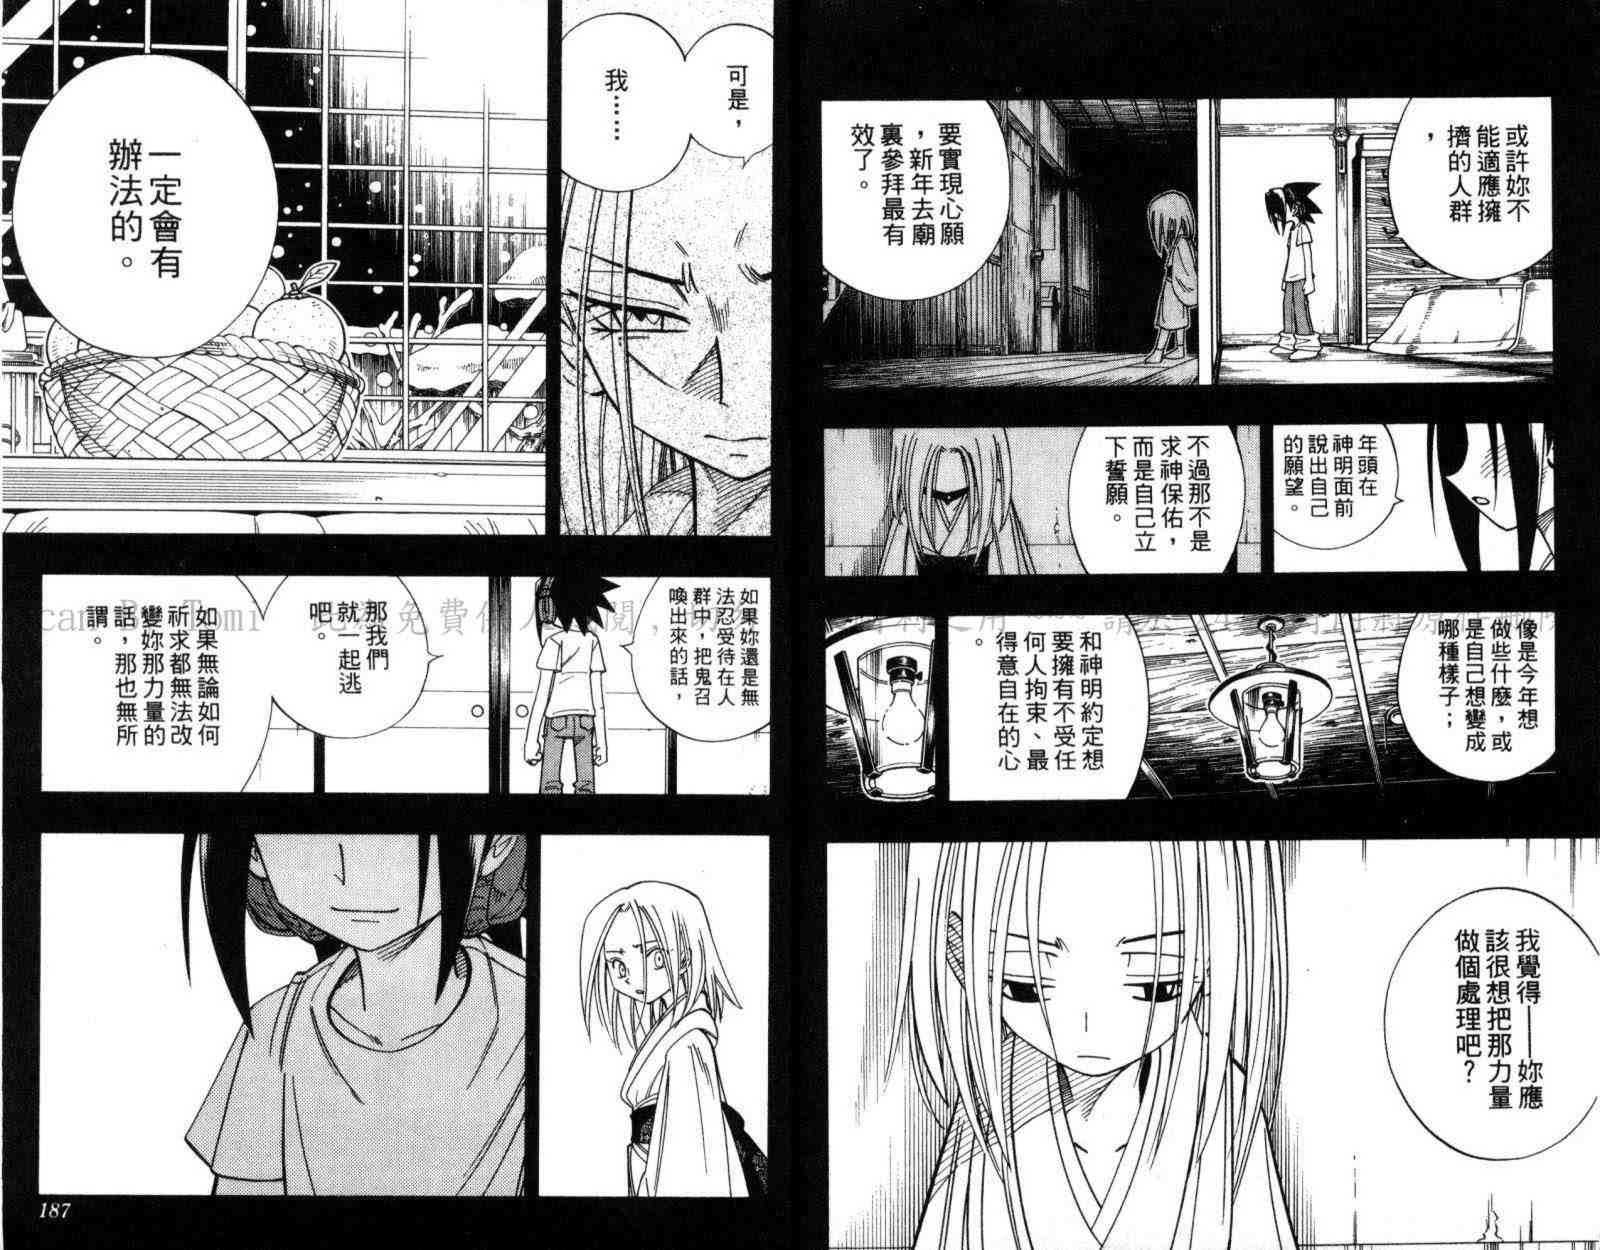 或許妳不
能適應擁
擠的人群
，
要實現心願
，新年去廟
裏參拜最有
效了。
年頭在
神明面前
說出自己
的願望。
不過那不是
求神保佑，
而是自己立
下誓願。
像是今年想
做些什麼，或
是自己想變成
哪種樣子；
和神明約定想
要擁有不受任
何人拘束、最
得意自在的心
。
我覺得——妳應
該很想把那力量
做個處理吧？
可是，
我……
一定會有
辦法的。
如果妳還是無
法忍受待在人
群中，把鬼召
喚出來的話，
那我們
就一起逃
吧。
如果無論如何
祈求都無法改
變妳那力量的
話，那也無所
謂。
187